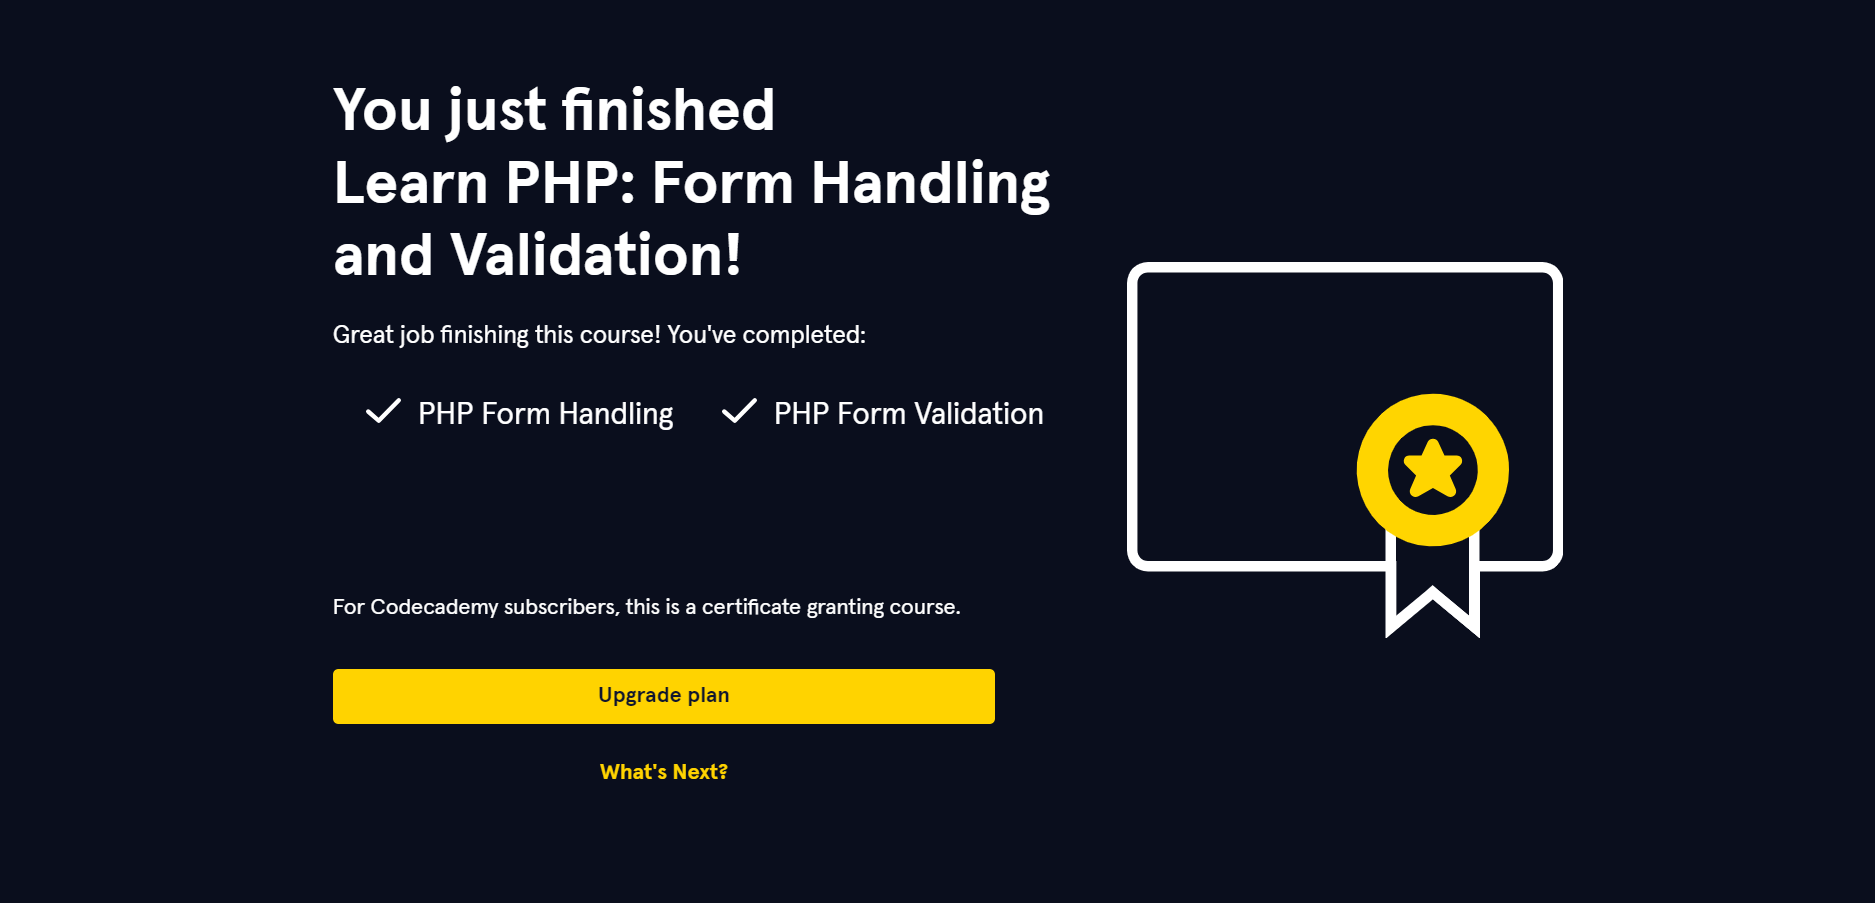 You just finished
Learn PHP: Form Handling
and Validation!
Great job finishing this course! You've completed:
PHP Form Handling
PHP Form Validation
For Codecademy subscribers, this is a certificate granting course.
Upgrade plan
What's Next?